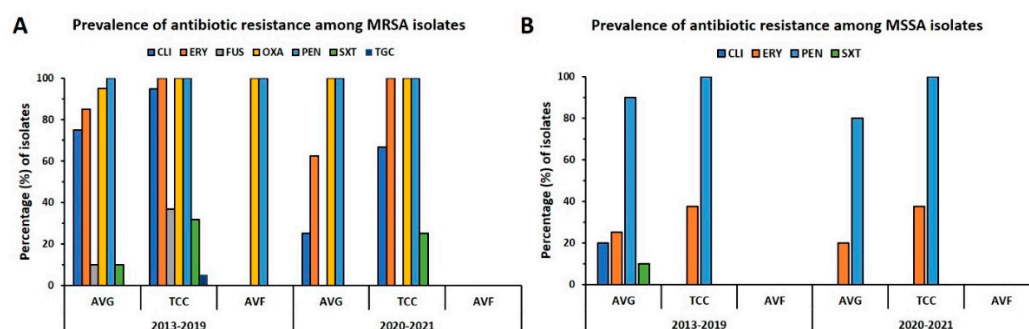 A
Prevalence of antibiotic resistance among MRSA isolates
CLI ERY FUS OXA PEN SXT TGC
Percentage (%) of isolates
100
80
60
40
20
0
AVG TCC AVF AVG TCC AVF
2013-2019 2020-2021
B
Prevalence of antibiotic resistance among MSSA isolates
CLI ERY PEN SXT
Percentage (%) of isolates
100
80
60
40
20
0
AVG TCC AVF AVG TCC AVF
2013-2019 2020-2021